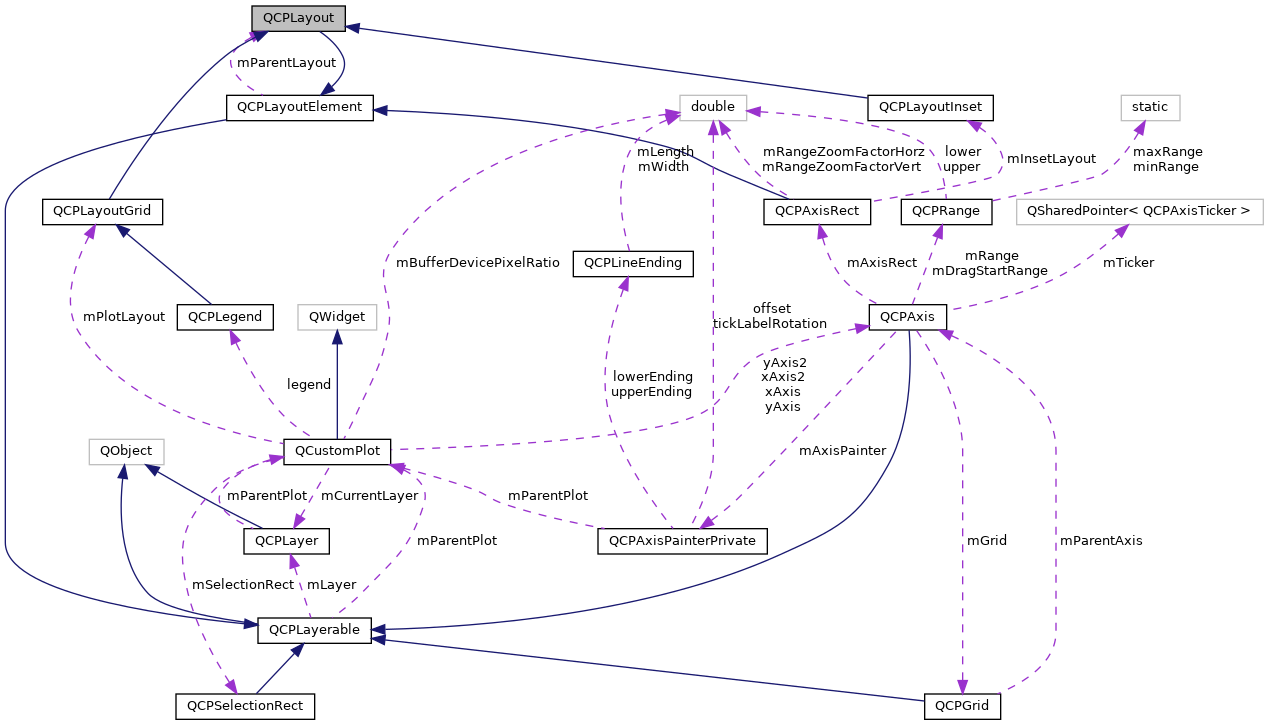 QCPLayout
mParentLayout
QCPLayoutElement
double
QCPLayoutInset
static
mLength
mWidth
mRangeZoomFactorHorz
mRangeZoomFactorVert
lower
upper
mInsetLayout
maxRange
minRange
QCPLayoutGrid
QCPAxisRect
QCPRange
QSharedPointer< QCPAxisTicker >
mBufferDevicePixelRatio
QCPLineEnding
mAxisRect
mRange
mDragStartRange
mTicker
mPlotLayout
QCPLegend
QWidget
offset
tickLabelRotation
QCPAxis
legend
lowerEnding
upperEnding
yAxis2
xAxis2
xAxis
yAxis
QObject
QCustomPlot
mAxisPainter
mParentPlot
mCurrentLayer
mParentPlot
QCPLayer
mParentPlot
QCPAxisPainterPrivate
mGrid
mParentAxis
mSelectionRect
mLayer
QCPLayerable
QCPSelectionRect
QCPGrid